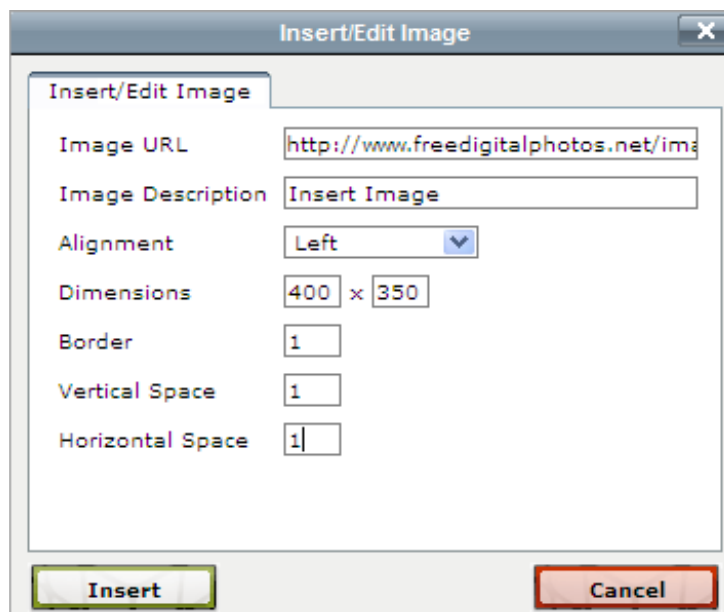 Insert/Edit Image
Insert/Edit Image
Image URL http://www.freedigitalphotos.net/ima
Image Description Insert Image
Alignment Left
Dimensions 400 x 350
Border 1
Vertical Space 1
Horizontal Space 1
Insert Cancel